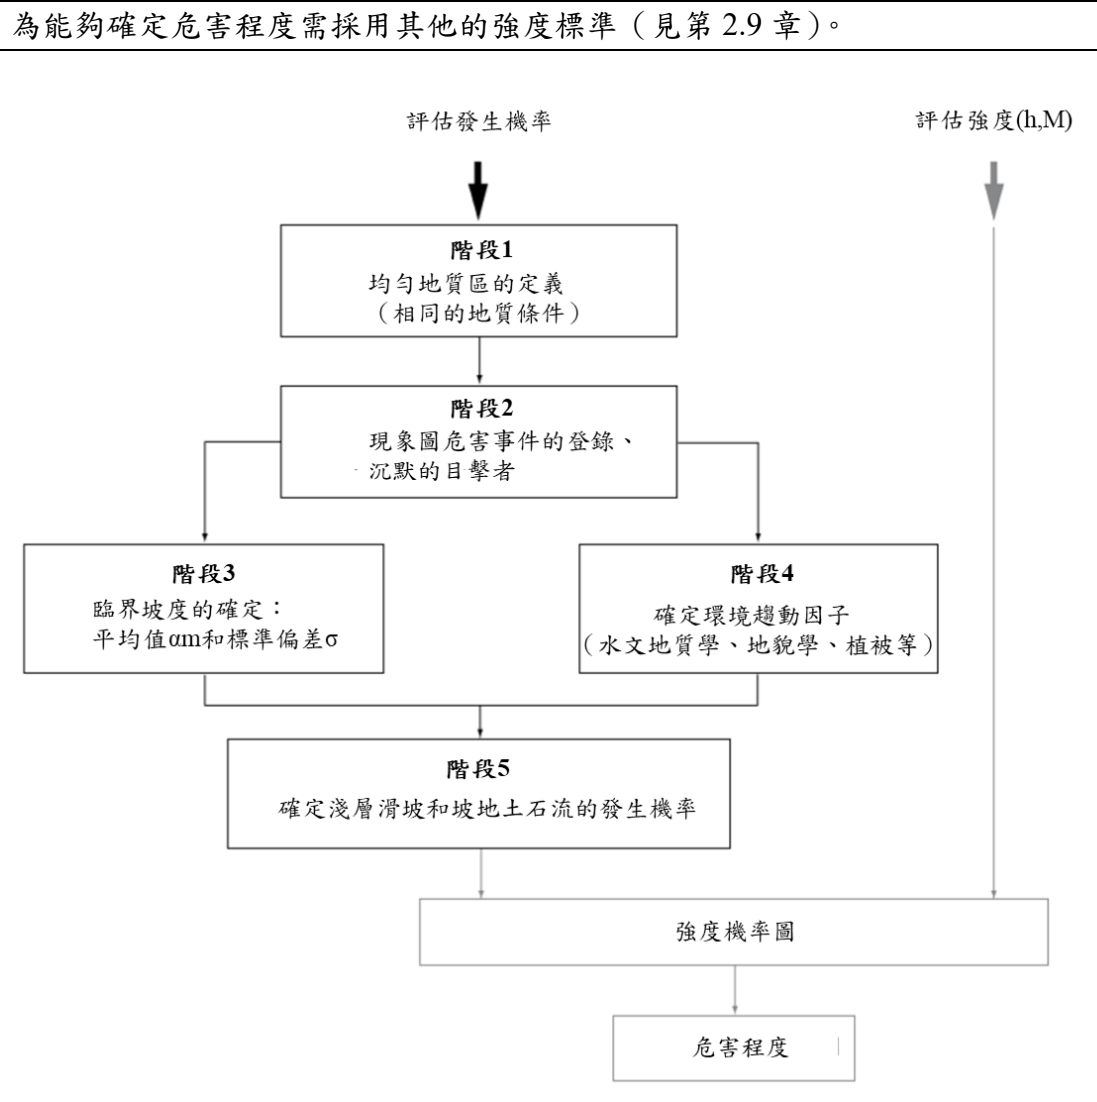 為能夠確定危害程度需採用其他的強度標準（見第 2.9 章）。
評估發生機率
評估強度(h,M)
階段1
均勻地質區的定義
（相同的地質條件）
階段2
現象圖危害事件的登錄、
沉默的目擊者
階段3
臨界坡度的確定：
平均值αm和標準偏差σ
階段4
確定環境趨動因子
（水文地質學、地貌學、植被等）
階段5
確定淺層滑坡和坡地土石流的發生機率
強度機率圖
危害程度